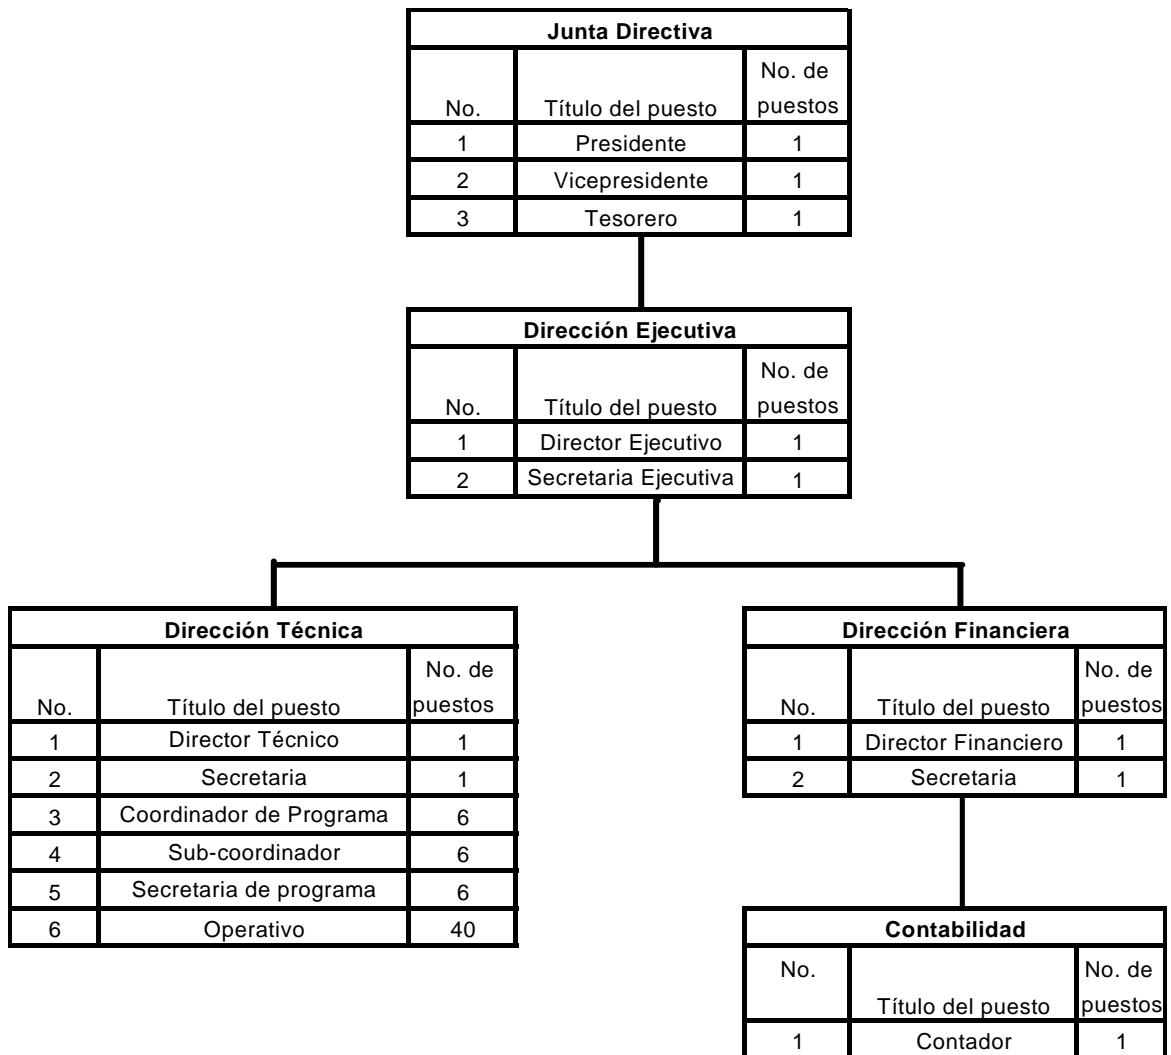 Junta Directiva
No. Título del puesto No. de puestos
1 Presidente 1
2 Vicepresidente 1
3 Tesorero 1
Dirección Ejecutiva
No. Título del puesto No. de puestos
1 Director Ejecutivo 1
2 Secretaria Ejecutiva 1
Dirección Técnica
No. Título del puesto No. de puestos
1 Director Técnico 1
2 Secretaria 1
3 Coordinador de Programa 6
4 Sub-coordinador 6
5 Secretaria de programa 6
6 Operativo 40
Dirección Financiera
No. Título del puesto No. de puestos
1 Director Financiero 1
2 Secretaria 1
Contabilidad
No. Título del puesto No. de puestos
1 Contador 1